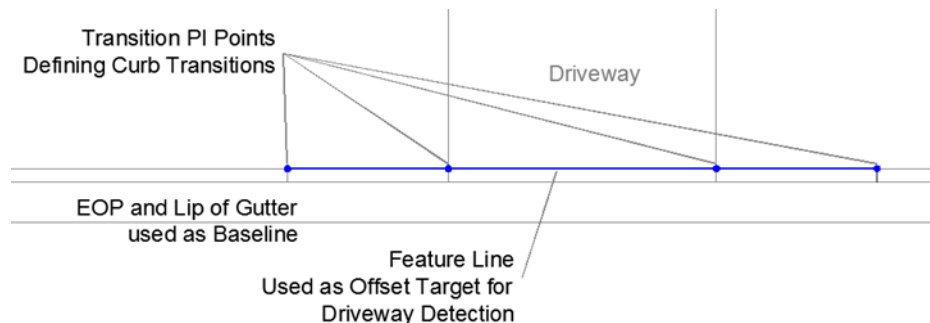 Transition PI Points
Defining Curb Transitions
Driveway
EOP and Lip of Gutter
used as Baseline
Feature Line
Used as Offset Target for
Driveway Detection